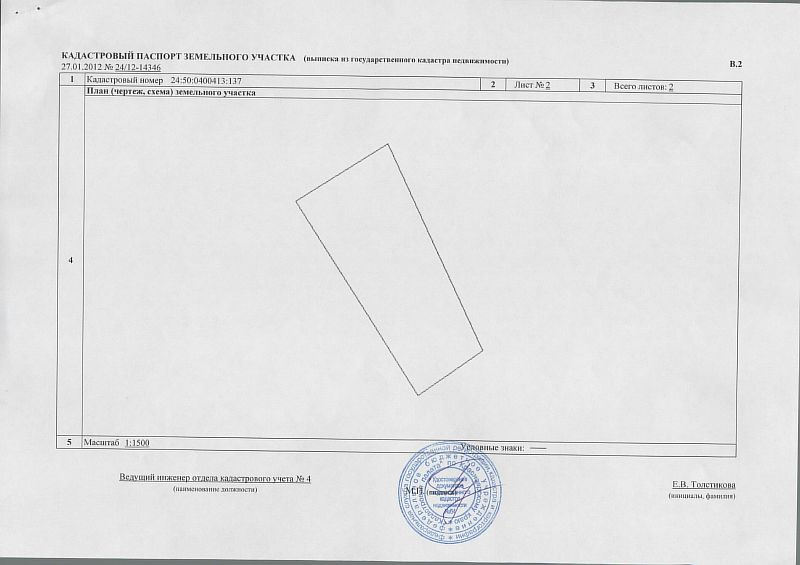 КАДАСТРОВЫЙ ПАСПОРТ ЗЕМЕЛЬНОГО УЧАСТКА (выписка из государственного кадастра недвижимости)
В.2
27.01.2012 № 24/12-14346
1 Кадастровый номер 24:50:0400413:137 2 Лист № 2 3 Всего листов: 2
План (чертеж, схема) земельного участка
4
5 Масштаб 1:1500 Условные знаки:
Ведущий инженер отдела кадастрового учета № 4
Е.В. Толстикова
(наименование должности)
М.П. (подпись)
(инициалы, фамилия)